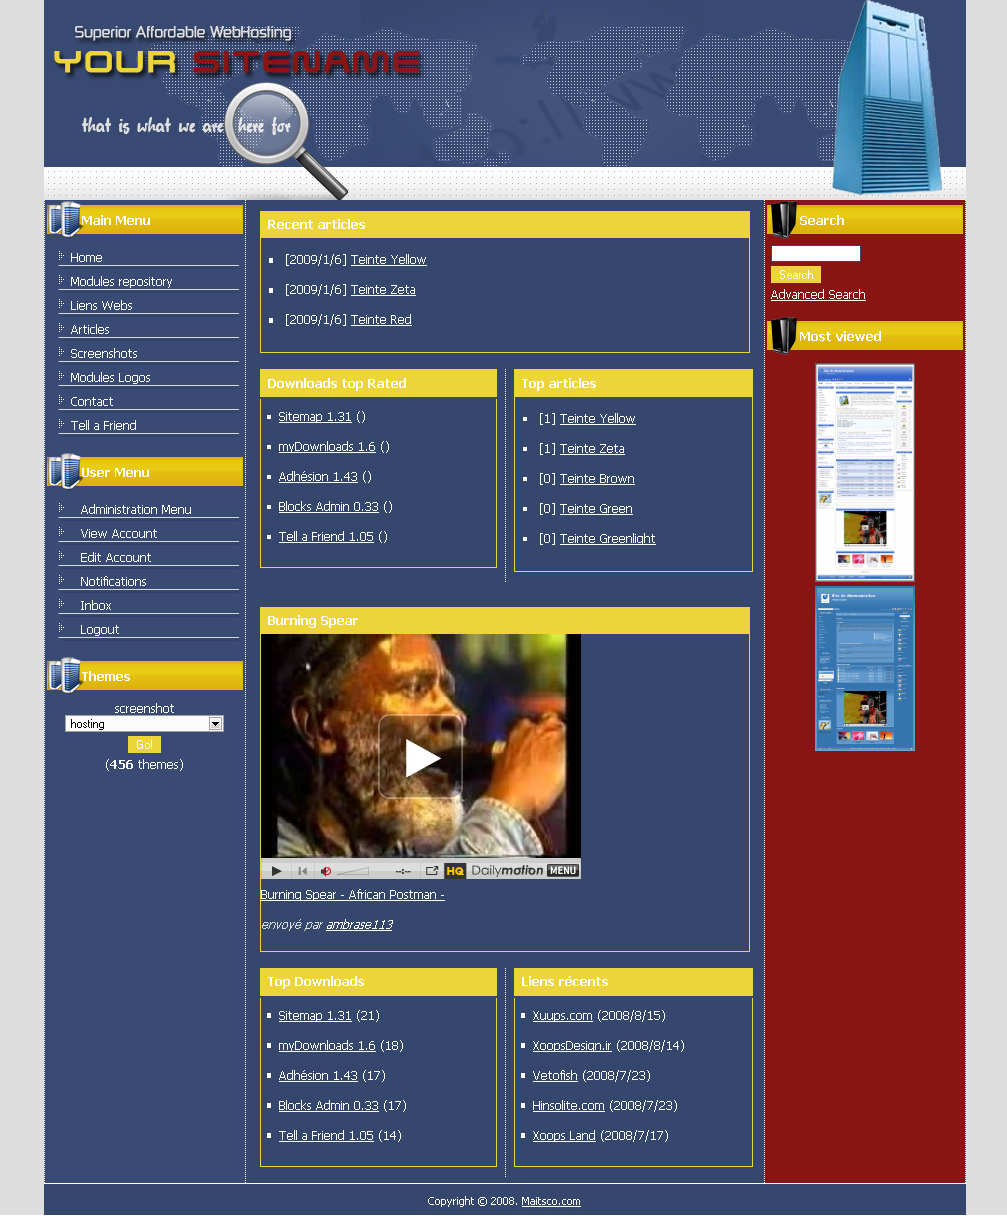 Superior Affordable WebHosting
YOUR SITENAME
that is what we are here for
Main Menu
Home
Modules repository
Liens Webs
Articles
Screenshots
Modules Logos
Contact
Tell a Friend
User Menu
Administration Menu
View Account
Edit Account
Notifications
Inbox
Logout
Themes
screenshot
hosting
Go!
(456 themes)
Recent articles
[2009/1/6] Teinte Yellow
[2009/1/6] Teinte Zeta
[2009/1/6] Teinte Red
Downloads top Rated
Sitemap 1.31 ()
myDownloads 1.6 ()
Adhésion 1.43 ()
Blocks Admin 0.33 ()
Tell a Friend 1.05 ()
Top articles
[1] Teinte Yellow
[1] Teinte Zeta
[0] Teinte Brown
[0] Teinte Green
[0] Teinte Greenlight
Burning Spear
--:-- HQ Dailymotion MENU
Burning Spear - African Postman -
envoyé par ambrase113
Top Downloads
Sitemap 1.31 (21)
myDownloads 1.6 (18)
Adhésion 1.43 (17)
Blocks Admin 0.33 (17)
Tell a Friend 1.05 (14)
Liens récents
Xuups.com (2008/8/15)
XoopsDesign.ir (2008/8/14)
Vetofish (2008/7/23)
Hinsolite.com (2008/7/23)
Xoops Land (2008/7/17)
Search
Search
Advanced Search
Most viewed
Copyright © 2008. Maitsco.com